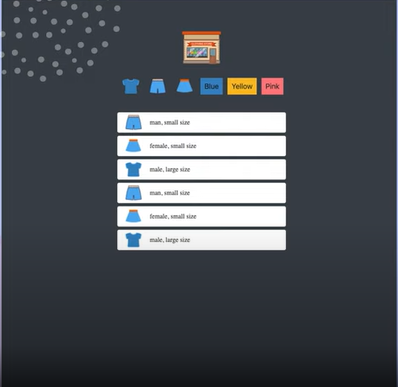 Blue Yellow Pink
man, small size
female, small size
male, large size
man, small size
female, small size
male, large size